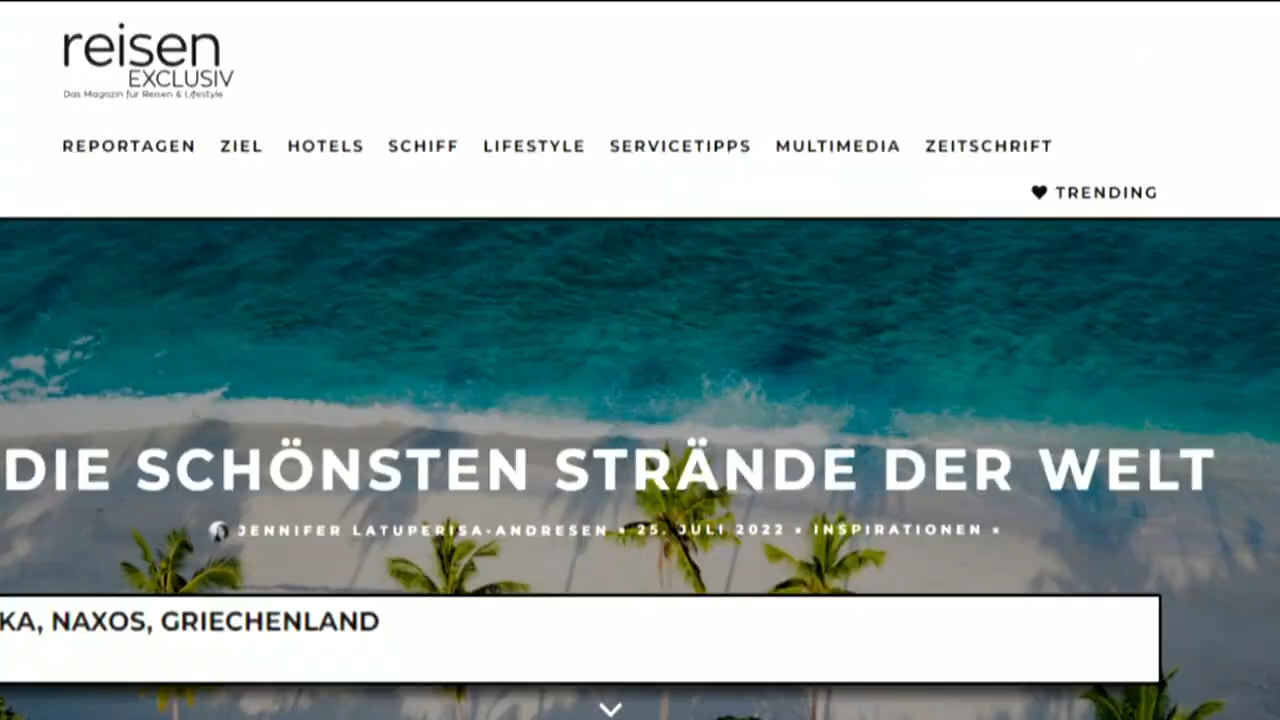 reisen
EXCLUSIV
Das Magazin für Reisen & Lifestyle
REPORTAGEN ZIEL HOTELS SCHIFF LIFESTYLE SERVICETIPPS MULTIMEDIA ZEITSCHRIFT
TRENDING
DIE SCHÖNSTEN STRÄNDE DER WELT
JENNIFER LATUPERISA-ANDRESEN • 25. JULI 2022 • INSPIRATIONEN •
KA, NAXOS, GRIECHENLAND